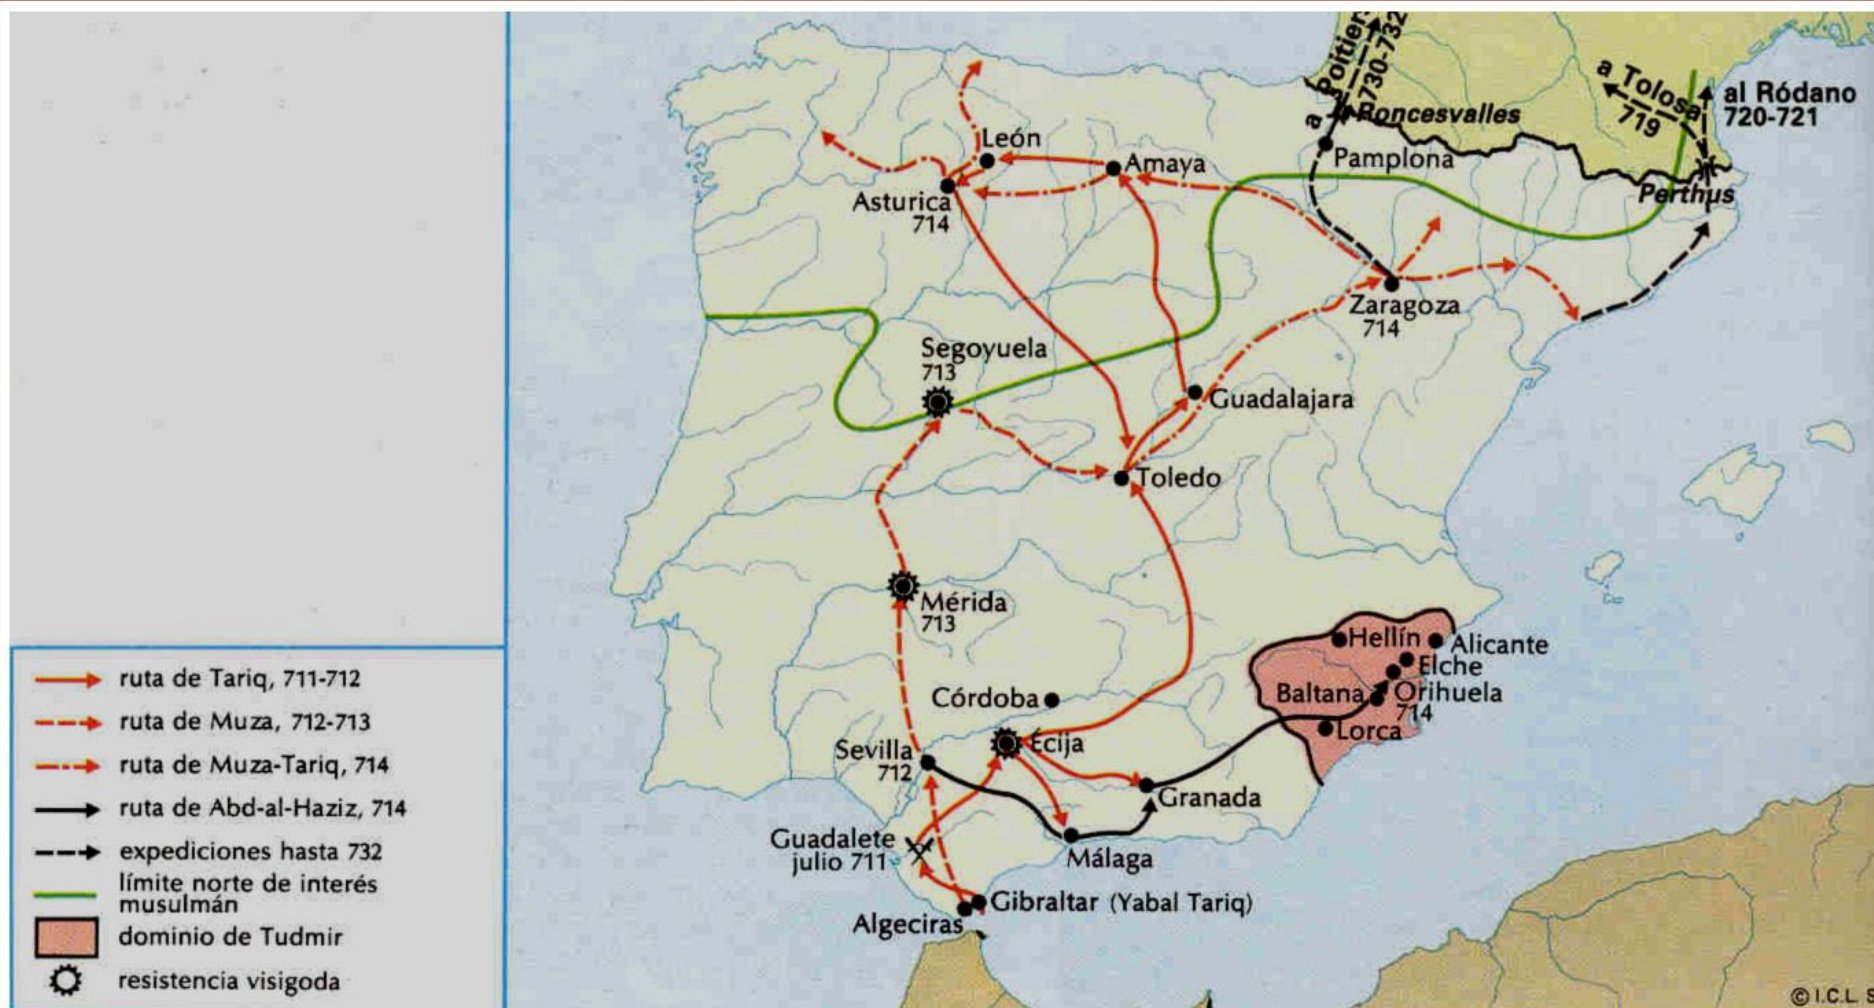 a Poitiers
730-732
Roncesvalles
a Tolosa
719
al Ródano
720-721
Pamplona
Perthus
León
Amaya
Asturica
714
Zaragoza
714
Segoyuela
713
Guadalajara
Toledo
Mérida
713
Hellín
Alicante
Elche
Baltana
Orihuela
714
Lorca
Córdoba
Écija
Sevilla
712
Granada
Guadalete
julio 711
Málaga
Gibraltar (Yabal Tariq)
Algeciras
ruta de Tariq, 711-712
ruta de Muza, 712-713
ruta de Muza-Tariq, 714
ruta de Abd-al-Haziz, 714
expediciones hasta 732
límite norte de interés
musulmán
dominio de Tudmir
resistencia visigoda
© I.C.L.